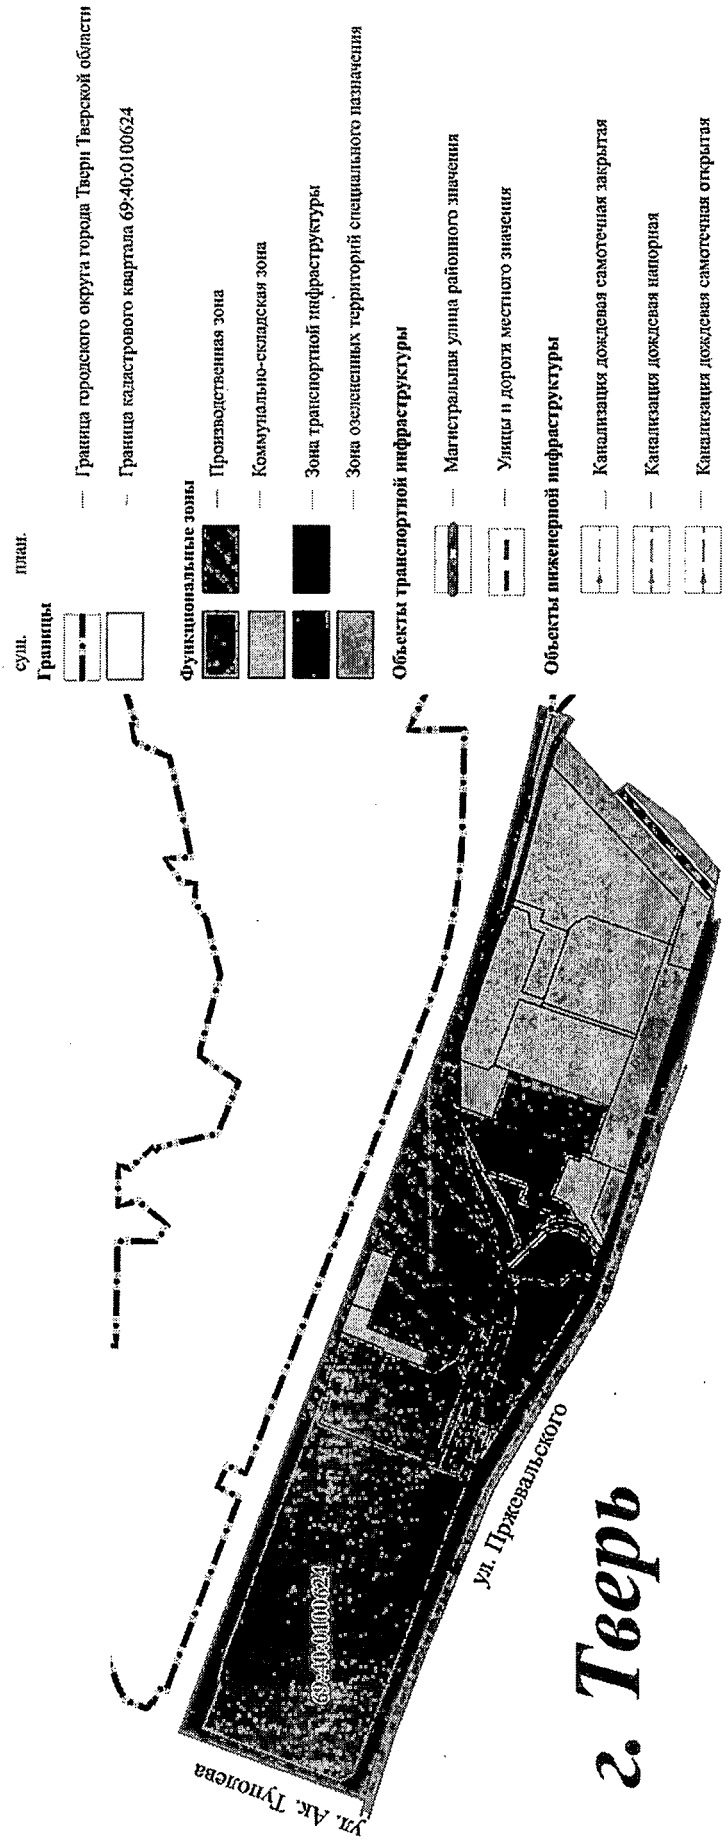 сущ. план.
Границы
— Граница городского округа города Твери Тверской области
— Граница кадастрового квартала 69:40:0100624
Функциональные зоны
— Производственная зона
— Коммунально-складская зона
— Зона транспортной инфраструктуры
— Зона озелененных территорий специального назначения
Объекты транспортной инфраструктуры
— Магистральная улица районного значения
— Улицы и дороги местного значения
Объекты инженерной инфраструктуры
— Канализация дождевая самотечная закрытая
— Канализация дождевая напорная
— Канализация дождевая самотечная открытая
69:40:0100624
ул. Ак. Туполева
ул. Пржевальского
г. Тверь